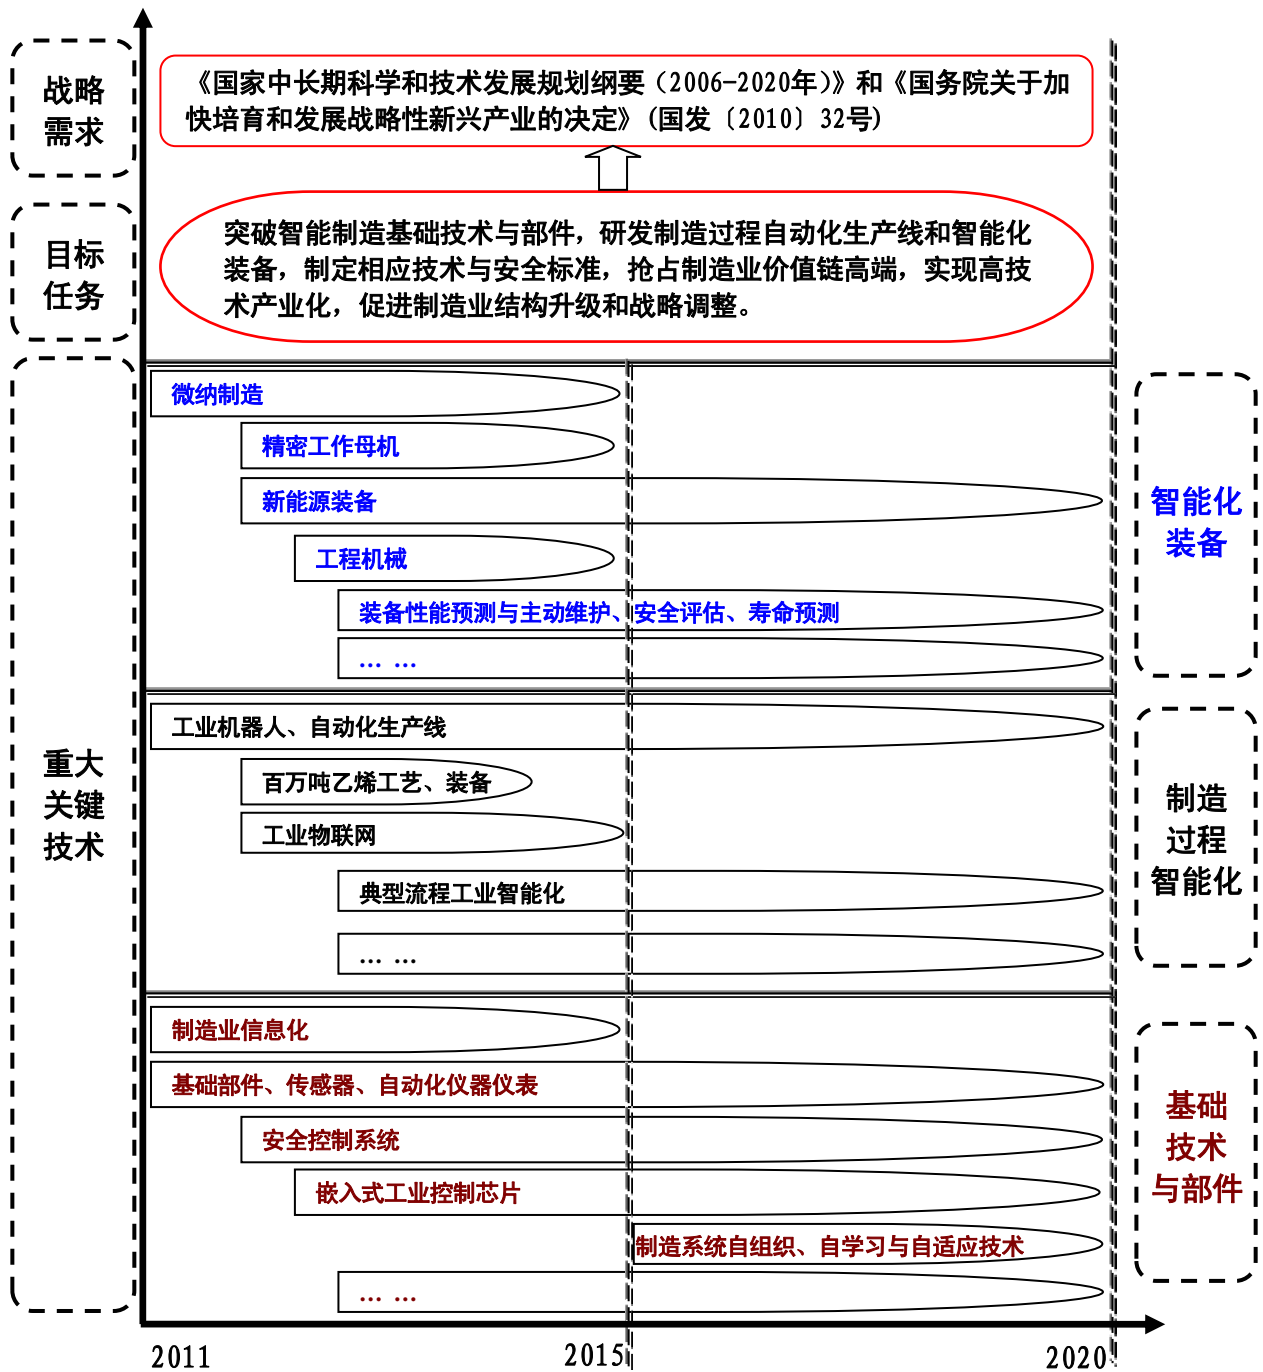 战略
需求
《国家中长期科学和技术发展规划纲要（2006-2020年）》和《国务院关于加
快培育和发展战略性新兴产业的决定》(国发〔2010〕32号)
目标
任务
突破智能制造基础技术与部件，研发制造过程自动化生产线和智能化
装备，制定相应技术与安全标准，抢占制造业价值链高端，实现高技
术产业化，促进制造业结构升级和战略调整。
重大
关键
技术
微纳制造
精密工作母机
新能源装备
工程机械
装备性能预测与主动维护、安全评估、寿命预测
… …
智能化
装备
工业机器人、自动化生产线
百万吨乙烯工艺、装备
工业物联网
典型流程工业智能化
… …
制造
过程
智能化
制造业信息化
基础部件、传感器、自动化仪器仪表
安全控制系统
嵌入式工业控制芯片
制造系统自组织、自学习与自适应技术
… …
基础
技术
与部件
2011
2015
2020